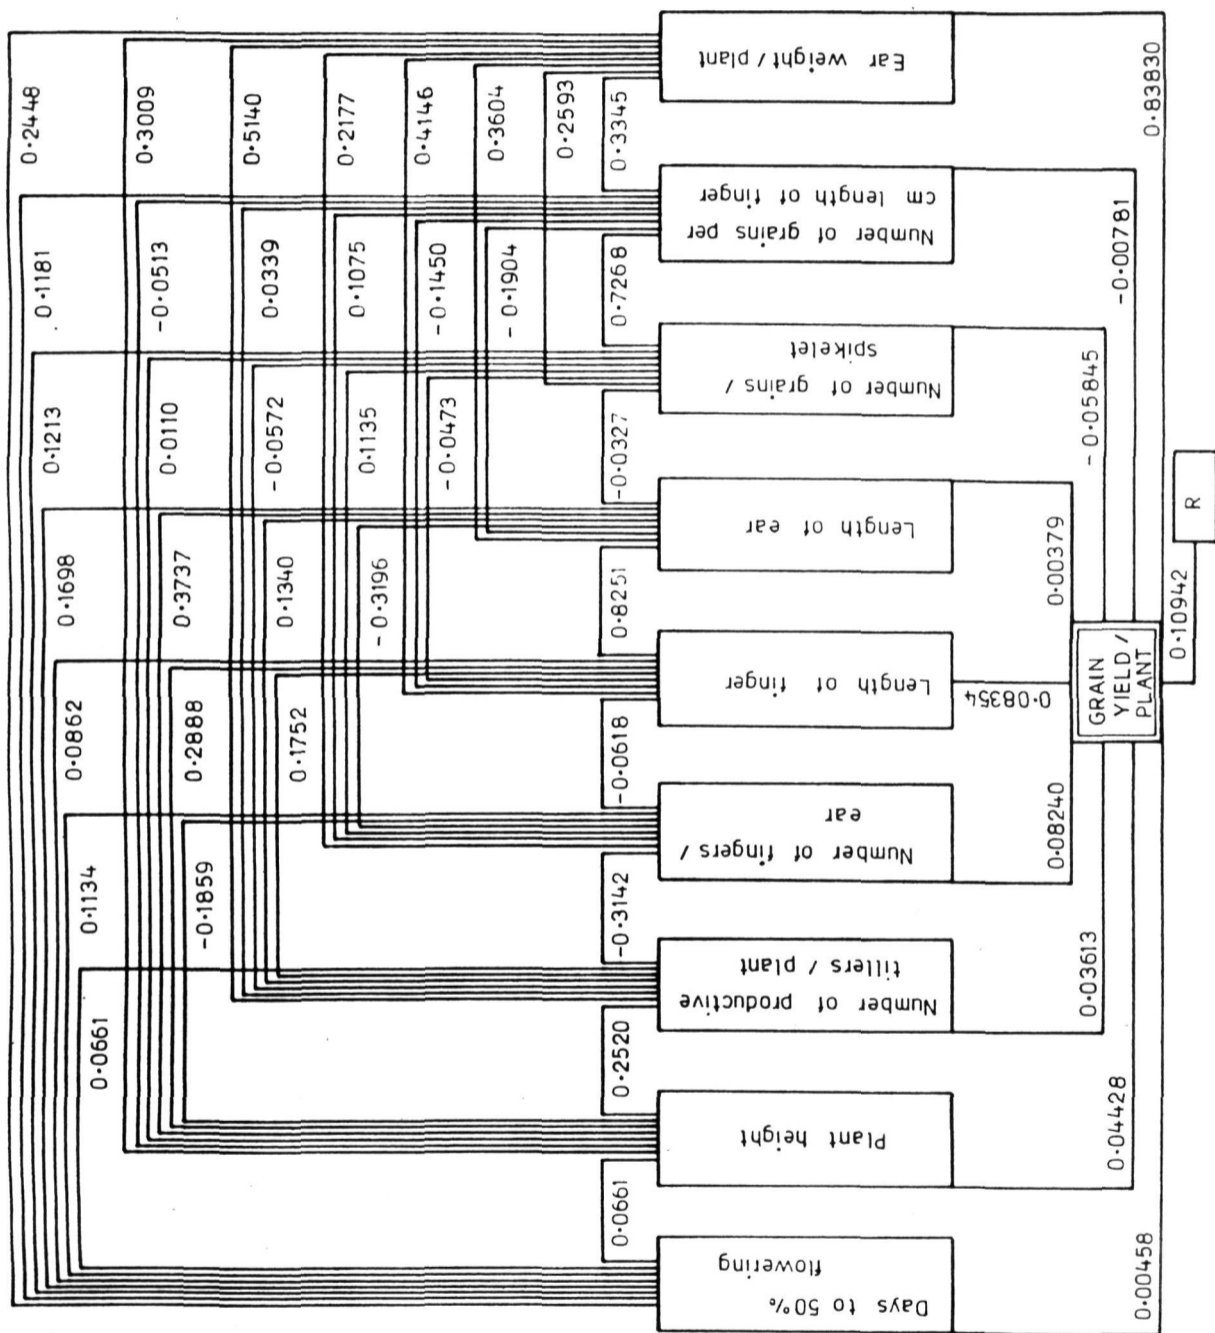 0·2448
0·3009
0·5140
0·2177
0·4146
0·3604
0·2593
0·3345
Ear weight / plant
0·83830
0·1181
-0·0513
0·0339
0·1075
-0·1450
-0·1904
0·7268
Number of grains per
cm length of finger
-0·00781
0·1213
0·0110
-0·0572
0·1135
-0·0473
-0·0327
Number of grains /
spikelet
-0·05845
0·1698
0·3737
0·1340
-0·3196
0·8251
Length of ear
0·00379
R
0·10942
0·0862
0·2888
0·1752
-0·0618
Length of finger
0·08354
GRAIN
YIELD /
PLANT
0·1134
-0·1859
-0·3142
Number of fingers /
ear
0·08240
0·0661
0·2520
Number of productive
tillers / plant
0·03613
0·0661
Plant height
0·04428
Days to 50%
flowering
0·00458